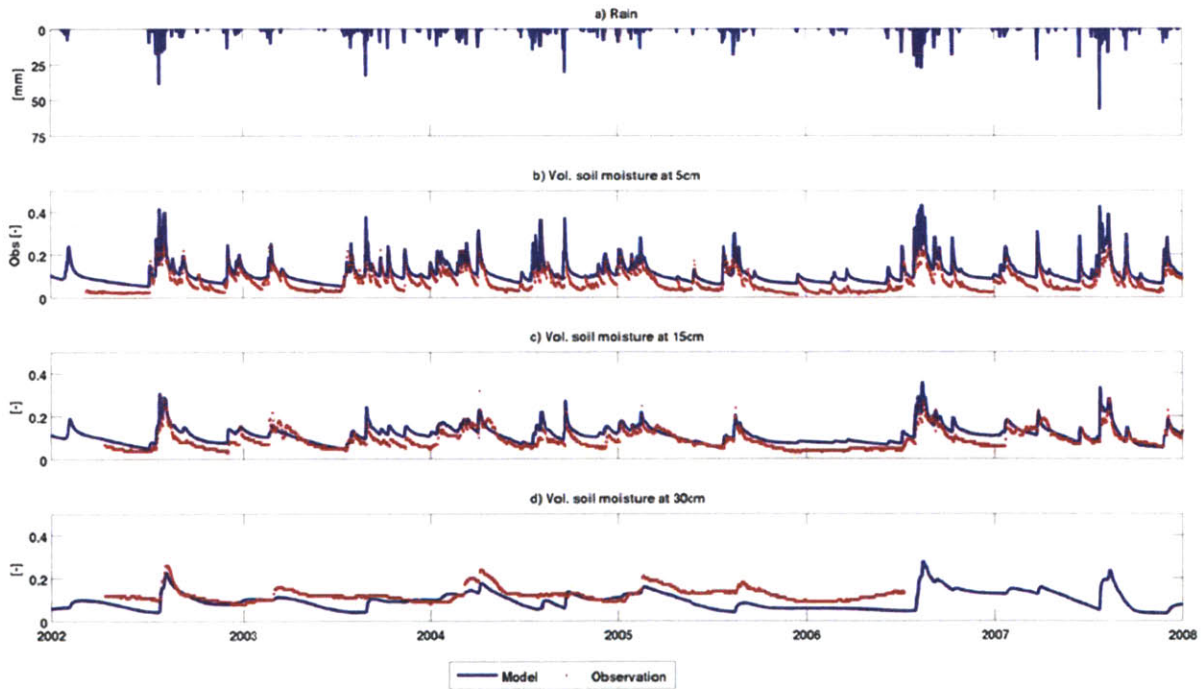 a) Rain
0
25
50
75
[mm]
b) Vol. soil moisture at 5cm
0.4
0.2
0
Obs [-]
c) Vol. soil moisture at 15cm
0.4
0.2
0
[-]
d) Vol. soil moisture at 30cm
0.4
0.2
0
[-]
2002 2003 2004 2005 2006 2007 2008
Model Observation